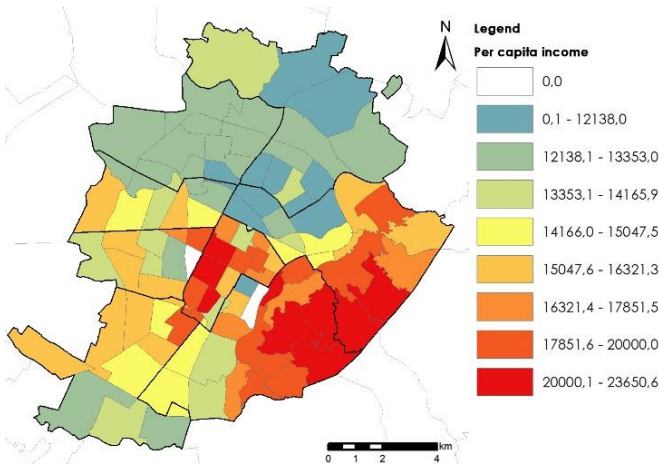 N
Legend
Per capita income
0,0
0,1 - 12138,0
12138,1 - 13353,0
13353,1 - 14165,9
14166,0 - 15047,5
15047,6 - 16321,3
16321,4 - 17851,5
17851,6 - 20000,0
20000,1 - 23650,6
km
0 1 2 4